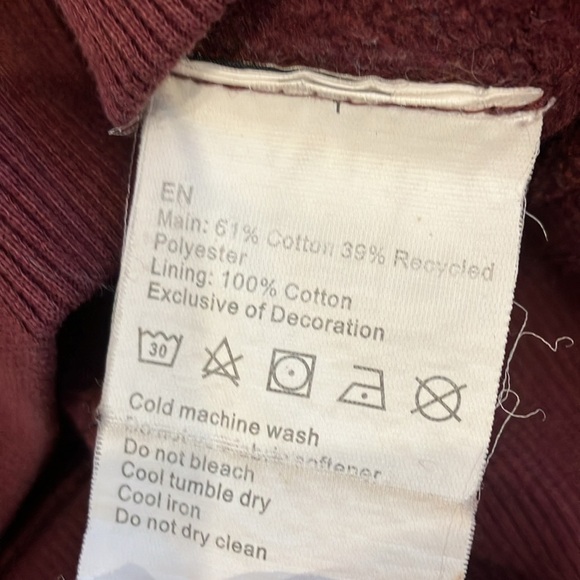 EN
Main: 61% Cotton 39% Recycled
Polyester
Lining: 100% Cotton
Exclusive of Decoration
30
Cold machine wash
softener
Do not bleach
Cool tumble dry
Cool iron
Do not dry clean